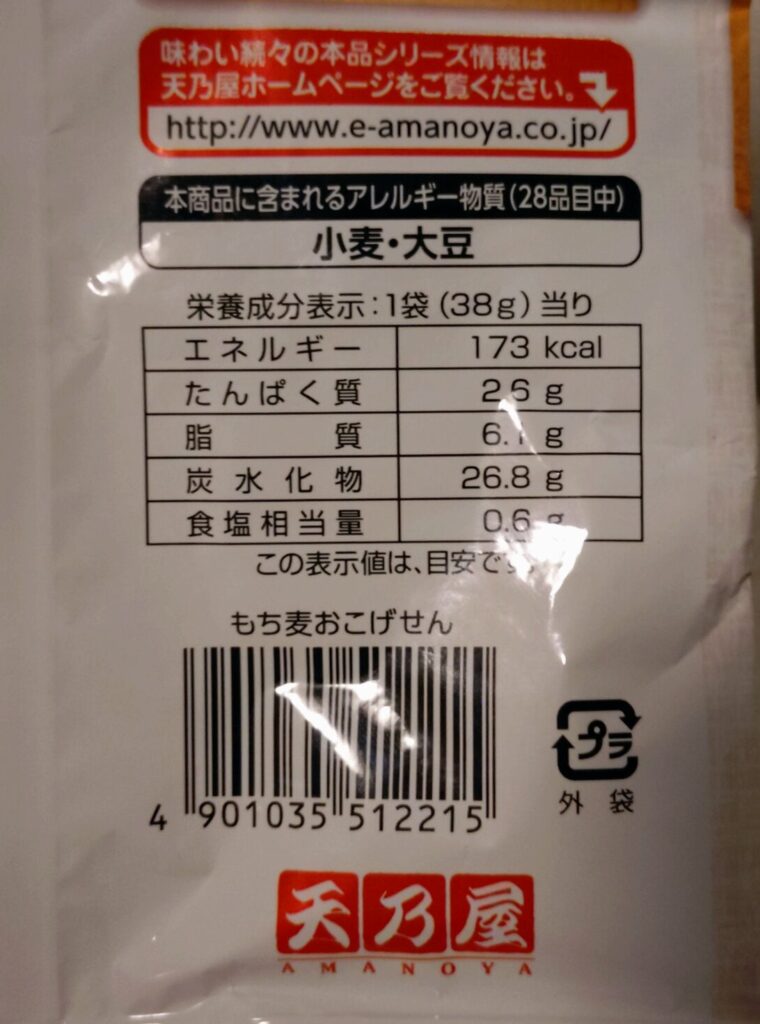 味わい続々の本品シリーズ情報は
天乃屋ホームページをご覧ください。
http://www.e-amanoya.co.jp/
本商品に含まれるアレルギー物質(28品目中)
小麦・大豆
栄養成分表示:1袋(38g)当り
エネルギー 173 kcal
たんぱく質 2.6 g
脂質 6.1 g
炭水化物 26.8 g
食塩相当量 0.6 g
この表示値は、目安です。
もち麦おこげせん
4 901035 512215
プラ
外袋
天乃屋
AMANOYA